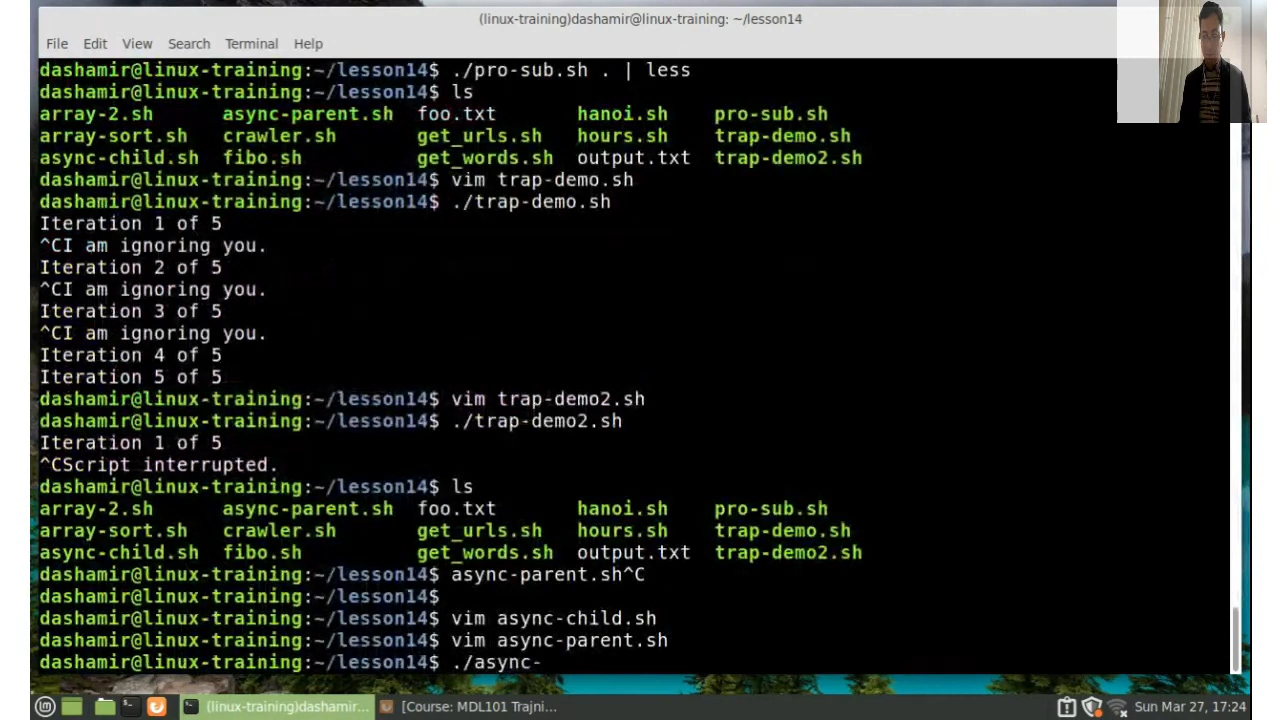 (linux-training)dashamir@linux-training: ~/lesson14
File Edit View Search Terminal Help
dashamir@linux-training:~/lesson14$ ./pro-sub.sh . | less
dashamir@linux-training:~/lesson14$ ls
array-2.sh async-parent.sh foo.txt hanoi.sh pro-sub.sh
array-sort.sh crawler.sh get_urls.sh hours.sh trap-demo.sh
async-child.sh fibo.sh get_words.sh output.txt trap-demo2.sh
dashamir@linux-training:~/lesson14$ vim trap-demo.sh
dashamir@linux-training:~/lesson14$ ./trap-demo.sh
Iteration 1 of 5
^CI am ignoring you.
Iteration 2 of 5
^CI am ignoring you.
Iteration 3 of 5
^CI am ignoring you.
Iteration 4 of 5
Iteration 5 of 5
dashamir@linux-training:~/lesson14$ vim trap-demo2.sh
dashamir@linux-training:~/lesson14$ ./trap-demo2.sh
Iteration 1 of 5
^CScript interrupted.
dashamir@linux-training:~/lesson14$ ls
array-2.sh async-parent.sh foo.txt hanoi.sh pro-sub.sh
array-sort.sh crawler.sh get_urls.sh hours.sh trap-demo.sh
async-child.sh fibo.sh get_words.sh output.txt trap-demo2.sh
dashamir@linux-training:~/lesson14$ async-parent.sh^C
dashamir@linux-training:~/lesson14$
dashamir@linux-training:~/lesson14$ vim async-child.sh
dashamir@linux-training:~/lesson14$ vim async-parent.sh
dashamir@linux-training:~/lesson14$ ./async-
(linux-training)dashamir... [Course: MDL101 Trajni... Sun Mar 27, 17:24